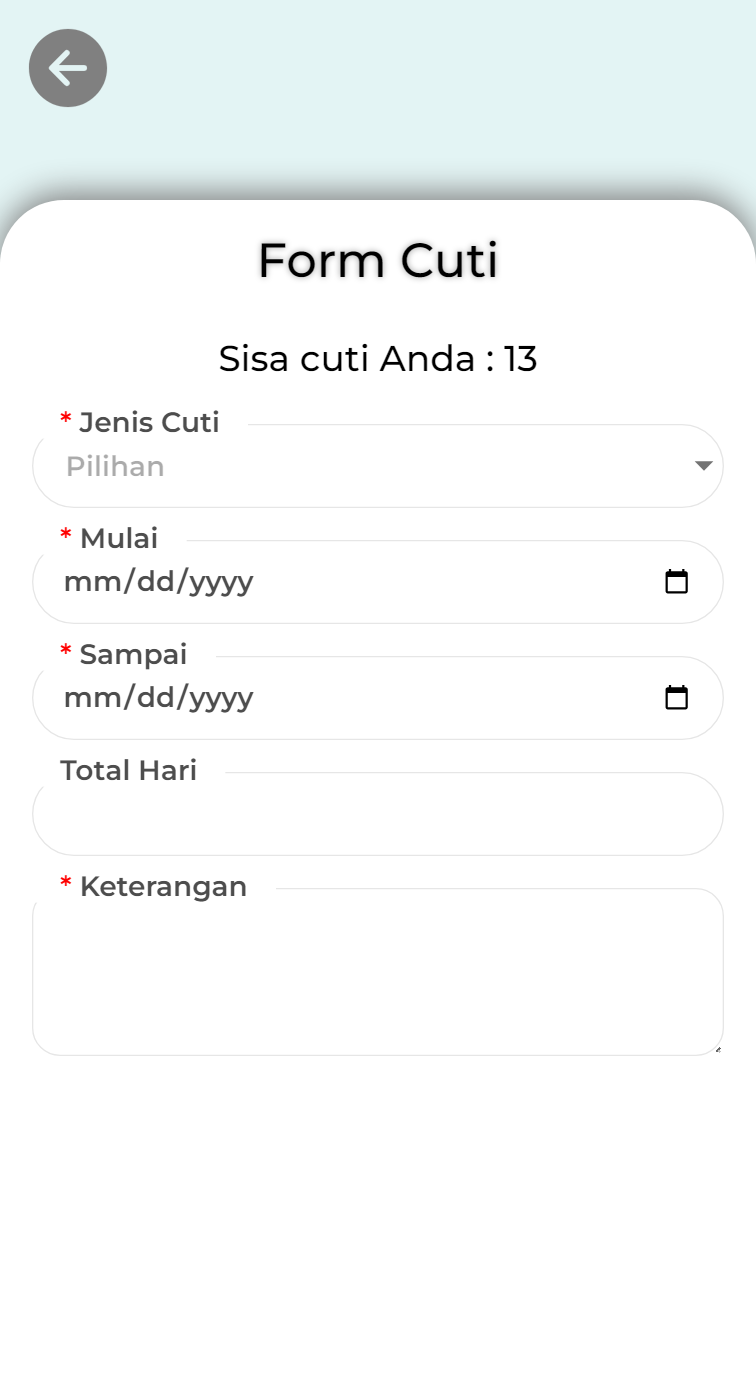 Form Cuti
Sisa cuti Anda : 13
* Jenis Cuti
Pilihan
* Mulai
mm/dd/yyyy
* Sampai
mm/dd/yyyy
Total Hari
* Keterangan